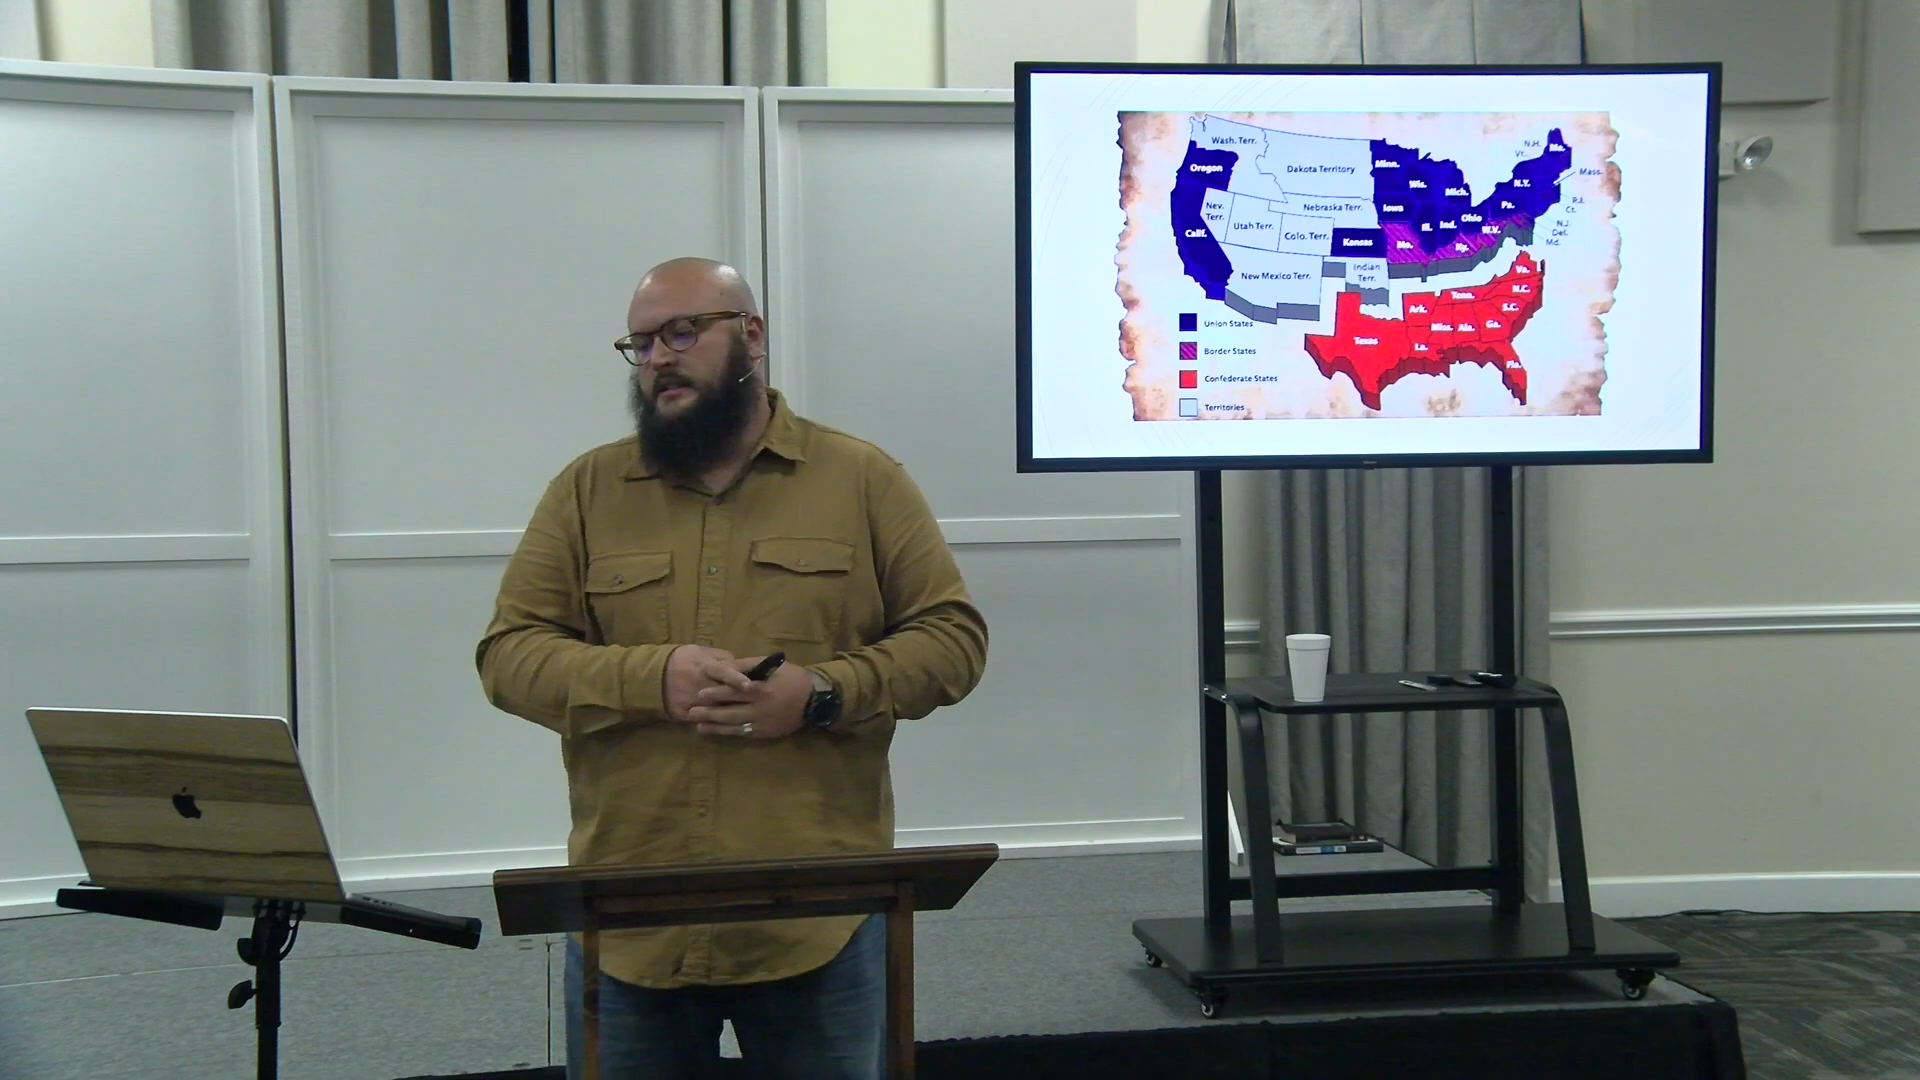 Wash. Terr.
Oregon
Dakota Territory
Minn.
N.H.
Vt.
Me.
Mass.
Wis.
Mich.
N.Y.
R.I.
Ct.
Nev.
Terr.
Nebraska Terr.
Iowa
Pa.
Utah Terr.
Colo. Terr.
Ill.
Ind.
Ohio
W.V.
N.J.
Del.
Md.
Calif.
Kansas
Mo.
Ky.
New Mexico Terr.
Indian
Terr.
Va.
N.C.
Tenn.
Ark.
S.C.
Miss.
Ala.
Ga.
Texas
La.
Fla.
Union States
Border States
Confederate States
Territories